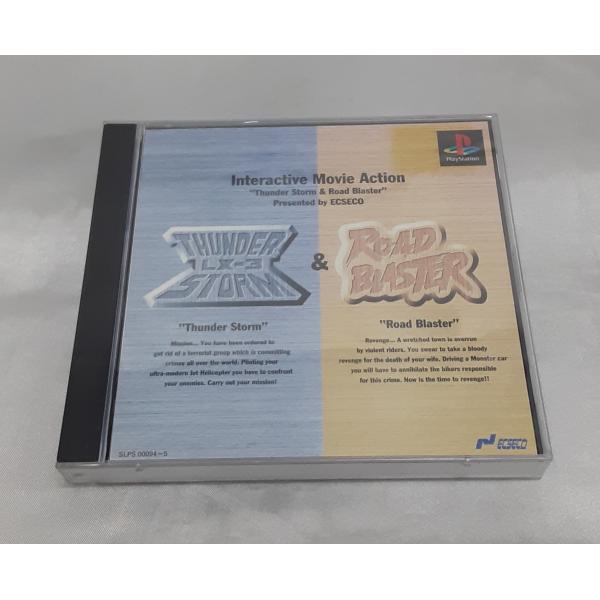 PlayStation
Interactive Movie Action
"Thunder Storm & Road Blaster"
Presented by ECSECO
THUNDER
LX-3
STORM
&
ROAD
BLASTER
"Thunder Storm"
Mission... You have been ordered to
get rid of a terrorist group which is committing
crimes all over the world. Piloting your
ultra-modern Jet Helicopter you have to confront
your enemies. Carry out your mission!
"Road Blaster"
Revenge... A wretched town is overrun
by violent riders. You swear to take a bloody
revenge for the death of your wife. Driving a Monster car
you will have to annihilate the bikers responsible
for this crime. Now is the time to revenge!!
SLPS 00094~5
ECSECO